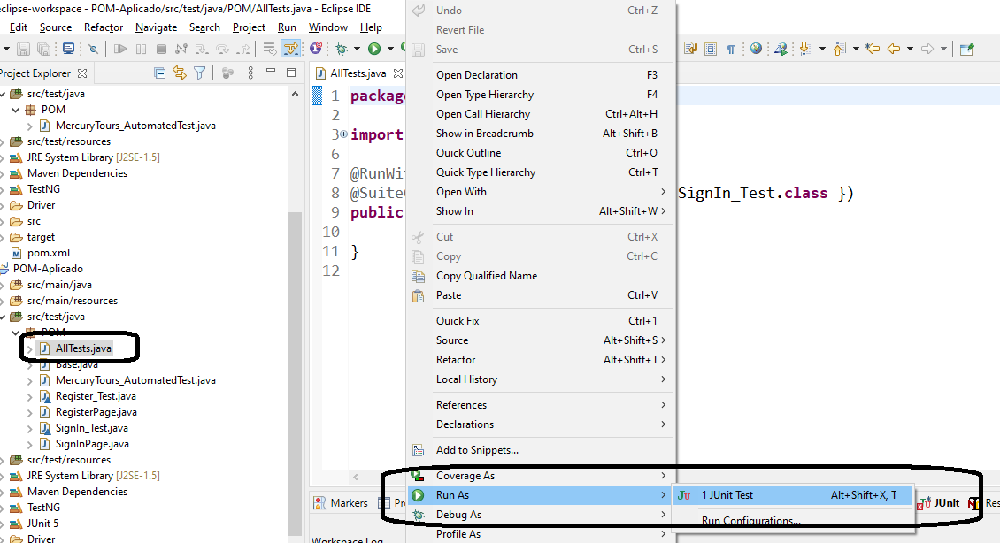 eclipse-workspace - POM-Aplicado/src/test/java/POM/AllTests.java - Eclipse IDE
Edit Source Refactor Navigate Search Project Run Window Help
Project Explorer
src/test/java
POM
MercuryTours_AutomatedTest.java
src/test/resources
JRE System Library [J2SE-1.5]
Maven Dependencies
TestNG
Driver
src
target
pom.xml
POM-Aplicado
src/main/java
src/main/resources
src/test/java
POM
AllTests.java
Base.java
MercuryTours_AutomatedTest.java
Register_Test.java
RegisterPage.java
SignIn_Test.java
SignInPage.java
src/test/resources
JRE System Library [J2SE-1.5]
Maven Dependencies
TestNG
JUnit 5
Driver
AllTests.java
1 package
2
3 import
6
7 @RunWi
8 @Suite SignIn_Test.class })
9 public
10
11 }
12
Undo Ctrl+Z
Revert File
Save Ctrl+S
Open Declaration F3
Open Type Hierarchy F4
Open Call Hierarchy Ctrl+Alt+H
Show in Breadcrumb Alt+Shift+B
Quick Outline Ctrl+O
Quick Type Hierarchy Ctrl+T
Open With
Show In Alt+Shift+W
Cut Ctrl+X
Copy Ctrl+C
Copy Qualified Name
Paste Ctrl+V
Quick Fix Ctrl+1
Source Alt+Shift+S
Refactor Alt+Shift+T
Local History
References
Declarations
Add to Snippets...
Coverage As
Run As
Debug As
Profile As
1 JUnit Test Alt+Shift+X, T
Run Configurations...
Markers Pr JUnit Res
Workspace Log